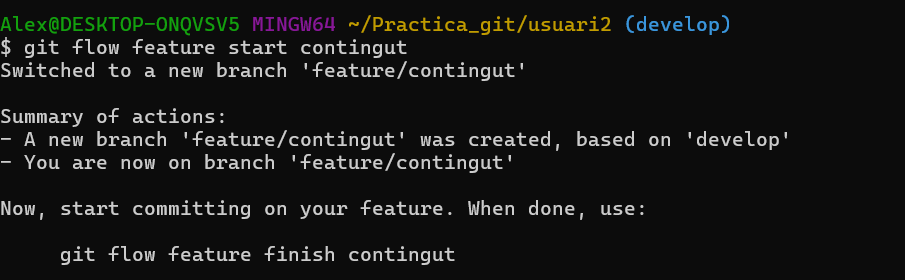 Alex@DESKTOP-ONQVSV5 MINGW64 ~/Practica_git/usuari2 (develop)
$ git flow feature start contingut
Switched to a new branch 'feature/contingut'
Summary of actions:
- A new branch 'feature/contingut' was created, based on 'develop'
- You are now on branch 'feature/contingut'
Now, start committing on your feature. When done, use:
git flow feature finish contingut